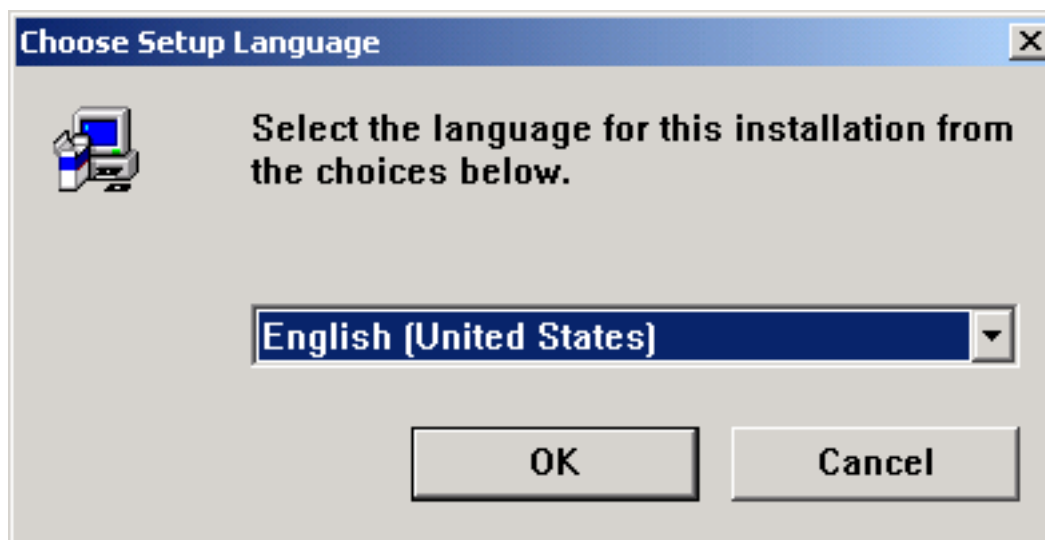 Choose Setup Language
Select the language for this installation from
the choices below.
English (United States)
OK
Cancel